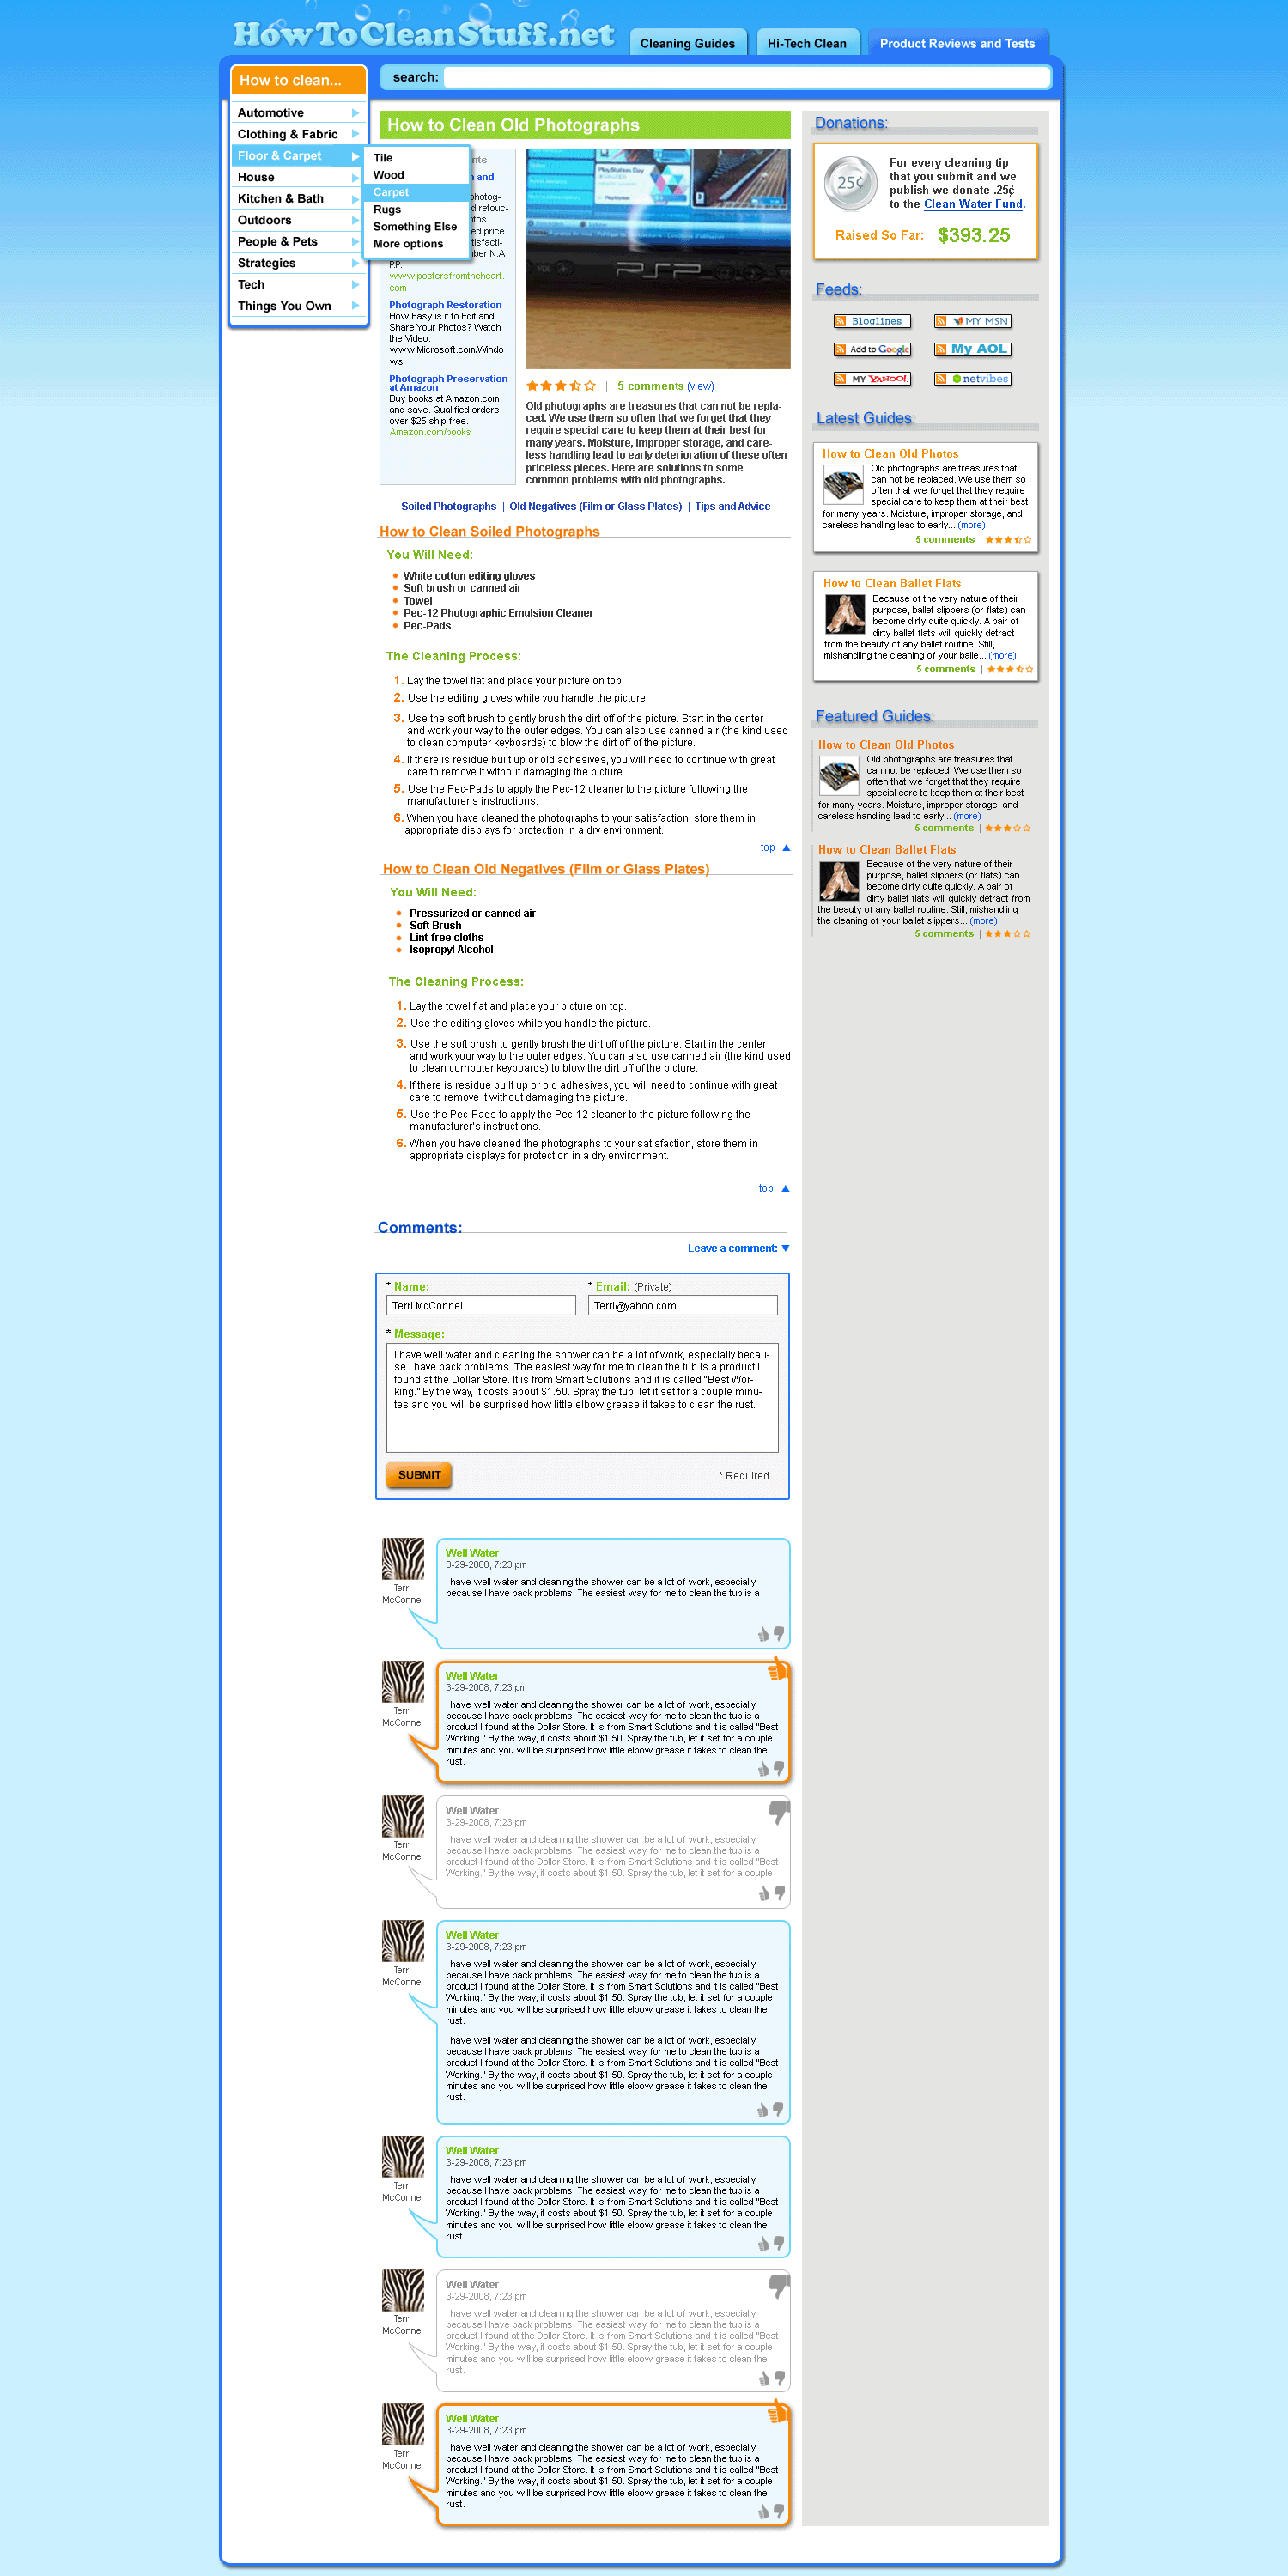 HowToCleanStuff.net
Cleaning Guides
Hi-Tech Clean
Product Reviews and Tests
How to clean...
search:
Automotive
Clothing & Fabric
Floor & Carpet
House
Kitchen & Bath
Outdoors
People & Pets
Strategies
Tech
Things You Own
Tile
Wood
Carpet
Rugs
Something Else
More options
How to Clean Old Photographs
and
P.P.
www.postersfromtheheart.
com
Photograph Restoration
How Easy is it to Edit and
Share Your Photos? Watch
the Video.
www.Microsoft.com/Windo
ws
Photograph Preservation
at Amazon
Buy books at Amazon.com
and save. Qualified orders
over $25 ship free.
Amazon.com/books
5 comments (view)
Old photographs are treasures that can not be repla-
ced. We use them so often that we forget that they
require special care to keep them at their best for
many years. Moisture, improper storage, and care-
less handling lead to early deterioration of these often
priceless pieces. Here are solutions to some
common problems with old photographs.
Soiled Photographs | Old Negatives (Film or Glass Plates) | Tips and Advice
How to Clean Soiled Photographs
You Will Need:
White cotton editing gloves
Soft brush or canned air
Towel
Pec-12 Photographic Emulsion Cleaner
Pec-Pads
The Cleaning Process:
1. Lay the towel flat and place your picture on top.
2. Use the editing gloves while you handle the picture.
3. Use the soft brush to gently brush the dirt off of the picture. Start in the center
and work your way to the outer edges. You can also use canned air (the kind used
to clean computer keyboards) to blow the dirt off of the picture.
4. If there is residue built up or old adhesives, you will need to continue with great
care to remove it without damaging the picture.
5. Use the Pec-Pads to apply the Pec-12 cleaner to the picture following the
manufacturer's instructions.
6. When you have cleaned the photographs to your satisfaction, store them in
appropriate displays for protection in a dry environment.
top
How to Clean Old Negatives (Film or Glass Plates)
You Will Need:
Pressurized or canned air
Soft Brush
Lint-free cloths
Isopropyl Alcohol
The Cleaning Process:
1. Lay the towel flat and place your picture on top.
2. Use the editing gloves while you handle the picture.
3. Use the soft brush to gently brush the dirt off of the picture. Start in the center
and work your way to the outer edges. You can also use canned air (the kind used
to clean computer keyboards) to blow the dirt off of the picture.
4. If there is residue built up or old adhesives, you will need to continue with great
care to remove it without damaging the picture.
5. Use the Pec-Pads to apply the Pec-12 cleaner to the picture following the
manufacturer's instructions.
6. When you have cleaned the photographs to your satisfaction, store them in
appropriate displays for protection in a dry environment.
top
Comments:
Leave a comment:
* Name:
* Email: (Private)
Terri McConnel
Terri@yahoo.com
* Message:
I have well water and cleaning the shower can be a lot of work, especially becau-
se I have back problems. The easiest way for me to clean the tub is a product I
found at the Dollar Store. It is from Smart Solutions and it is called "Best Wor-
king." By the way, it costs about $1.50. Spray the tub, let it set for a couple minu-
tes and you will be surprised how little elbow grease it takes to clean the rust.
SUBMIT
* Required
Terri
McConnel
Well Water
3-29-2008, 7:23 pm
I have well water and cleaning the shower can be a lot of work, especially
because I have back problems. The easiest way for me to clean the tub is a
Terri
McConnel
Well Water
3-29-2008, 7:23 pm
I have well water and cleaning the shower can be a lot of work, especially
because I have back problems. The easiest way for me to clean the tub is a
product I found at the Dollar Store. It is from Smart Solutions and it is called "Best
Working." By the way, it costs about $1.50. Spray the tub, let it set for a couple
minutes and you will be surprised how little elbow grease it takes to clean the
rust.
Terri
McConnel
Well Water
3-29-2008, 7:23 pm
I have well water and cleaning the shower can be a lot of work, especially
because I have back problems. The easiest way for me to clean the tub is a
product I found at the Dollar Store. It is from Smart Solutions and it is called "Best
Working." By the way, it costs about $1.50. Spray the tub, let it set for a couple
Terri
McConnel
Well Water
3-29-2008, 7:23 pm
I have well water and cleaning the shower can be a lot of work, especially
because I have back problems. The easiest way for me to clean the tub is a
product I found at the Dollar Store. It is from Smart Solutions and it is called "Best
Working." By the way, it costs about $1.50. Spray the tub, let it set for a couple
minutes and you will be surprised how little elbow grease it takes to clean the
rust.
I have well water and cleaning the shower can be a lot of work, especially
because I have back problems. The easiest way for me to clean the tub is a
product I found at the Dollar Store. It is from Smart Solutions and it is called "Best
Working." By the way, it costs about $1.50. Spray the tub, let it set for a couple
minutes and you will be surprised how little elbow grease it takes to clean the
rust.
Terri
McConnel
Well Water
3-29-2008, 7:23 pm
I have well water and cleaning the shower can be a lot of work, especially
because I have back problems. The easiest way for me to clean the tub is a
product I found at the Dollar Store. It is from Smart Solutions and it is called "Best
Working." By the way, it costs about $1.50. Spray the tub, let it set for a couple
minutes and you will be surprised how little elbow grease it takes to clean the
rust.
Terri
McConnel
Well Water
3-29-2008, 7:23 pm
I have well water and cleaning the shower can be a lot of work, especially
because I have back problems. The easiest way for me to clean the tub is a
product I found at the Dollar Store. It is from Smart Solutions and it is called "Best
Working." By the way, it costs about $1.50. Spray the tub, let it set for a couple
minutes and you will be surprised how little elbow grease it takes to clean the
rust.
Terri
McConnel
Well Water
3-29-2008, 7:23 pm
I have well water and cleaning the shower can be a lot of work, especially
because I have back problems. The easiest way for me to clean the tub is a
product I found at the Dollar Store. It is from Smart Solutions and it is called "Best
Working." By the way, it costs about $1.50. Spray the tub, let it set for a couple
minutes and you will be surprised how little elbow grease it takes to clean the
rust.
Donations:
25¢
For every cleaning tip
that you submit and we
publish we donate .25¢
to the Clean Water Fund.
Raised So Far: $393.25
Feeds:
Bloglines
MY MSN
Add to Google
My AOL
MY YAHOO!
netvibes
Latest Guides:
How to Clean Old Photos
Old photographs are treasures that
can not be replaced. We use them so
often that we forget that they require
special care to keep them at their best
for many years. Moisture, improper storage, and
careless handling lead to early... (more)
5 comments |
How to Clean Ballet Flats
Because of the very nature of their
purpose, ballet slippers (or flats) can
become dirty quite quickly. A pair of
dirty ballet flats will quickly detract
from the beauty of any ballet routine. Still,
mishandling the cleaning of your balle... (more)
5 comments |
Featured Guides:
How to Clean Old Photos
Old photographs are treasures that
can not be replaced. We use them so
often that we forget that they require
special care to keep them at their best
for many years. Moisture, improper storage, and
careless handling lead to early... (more)
5 comments |
How to Clean Ballet Flats
Because of the very nature of their
purpose, ballet slippers (or flats) can
become dirty quite quickly. A pair of
dirty ballet flats will quickly detract from
the beauty of any ballet routine. Still, mishandling
the cleaning of your ballet slippers... (more)
5 comments |